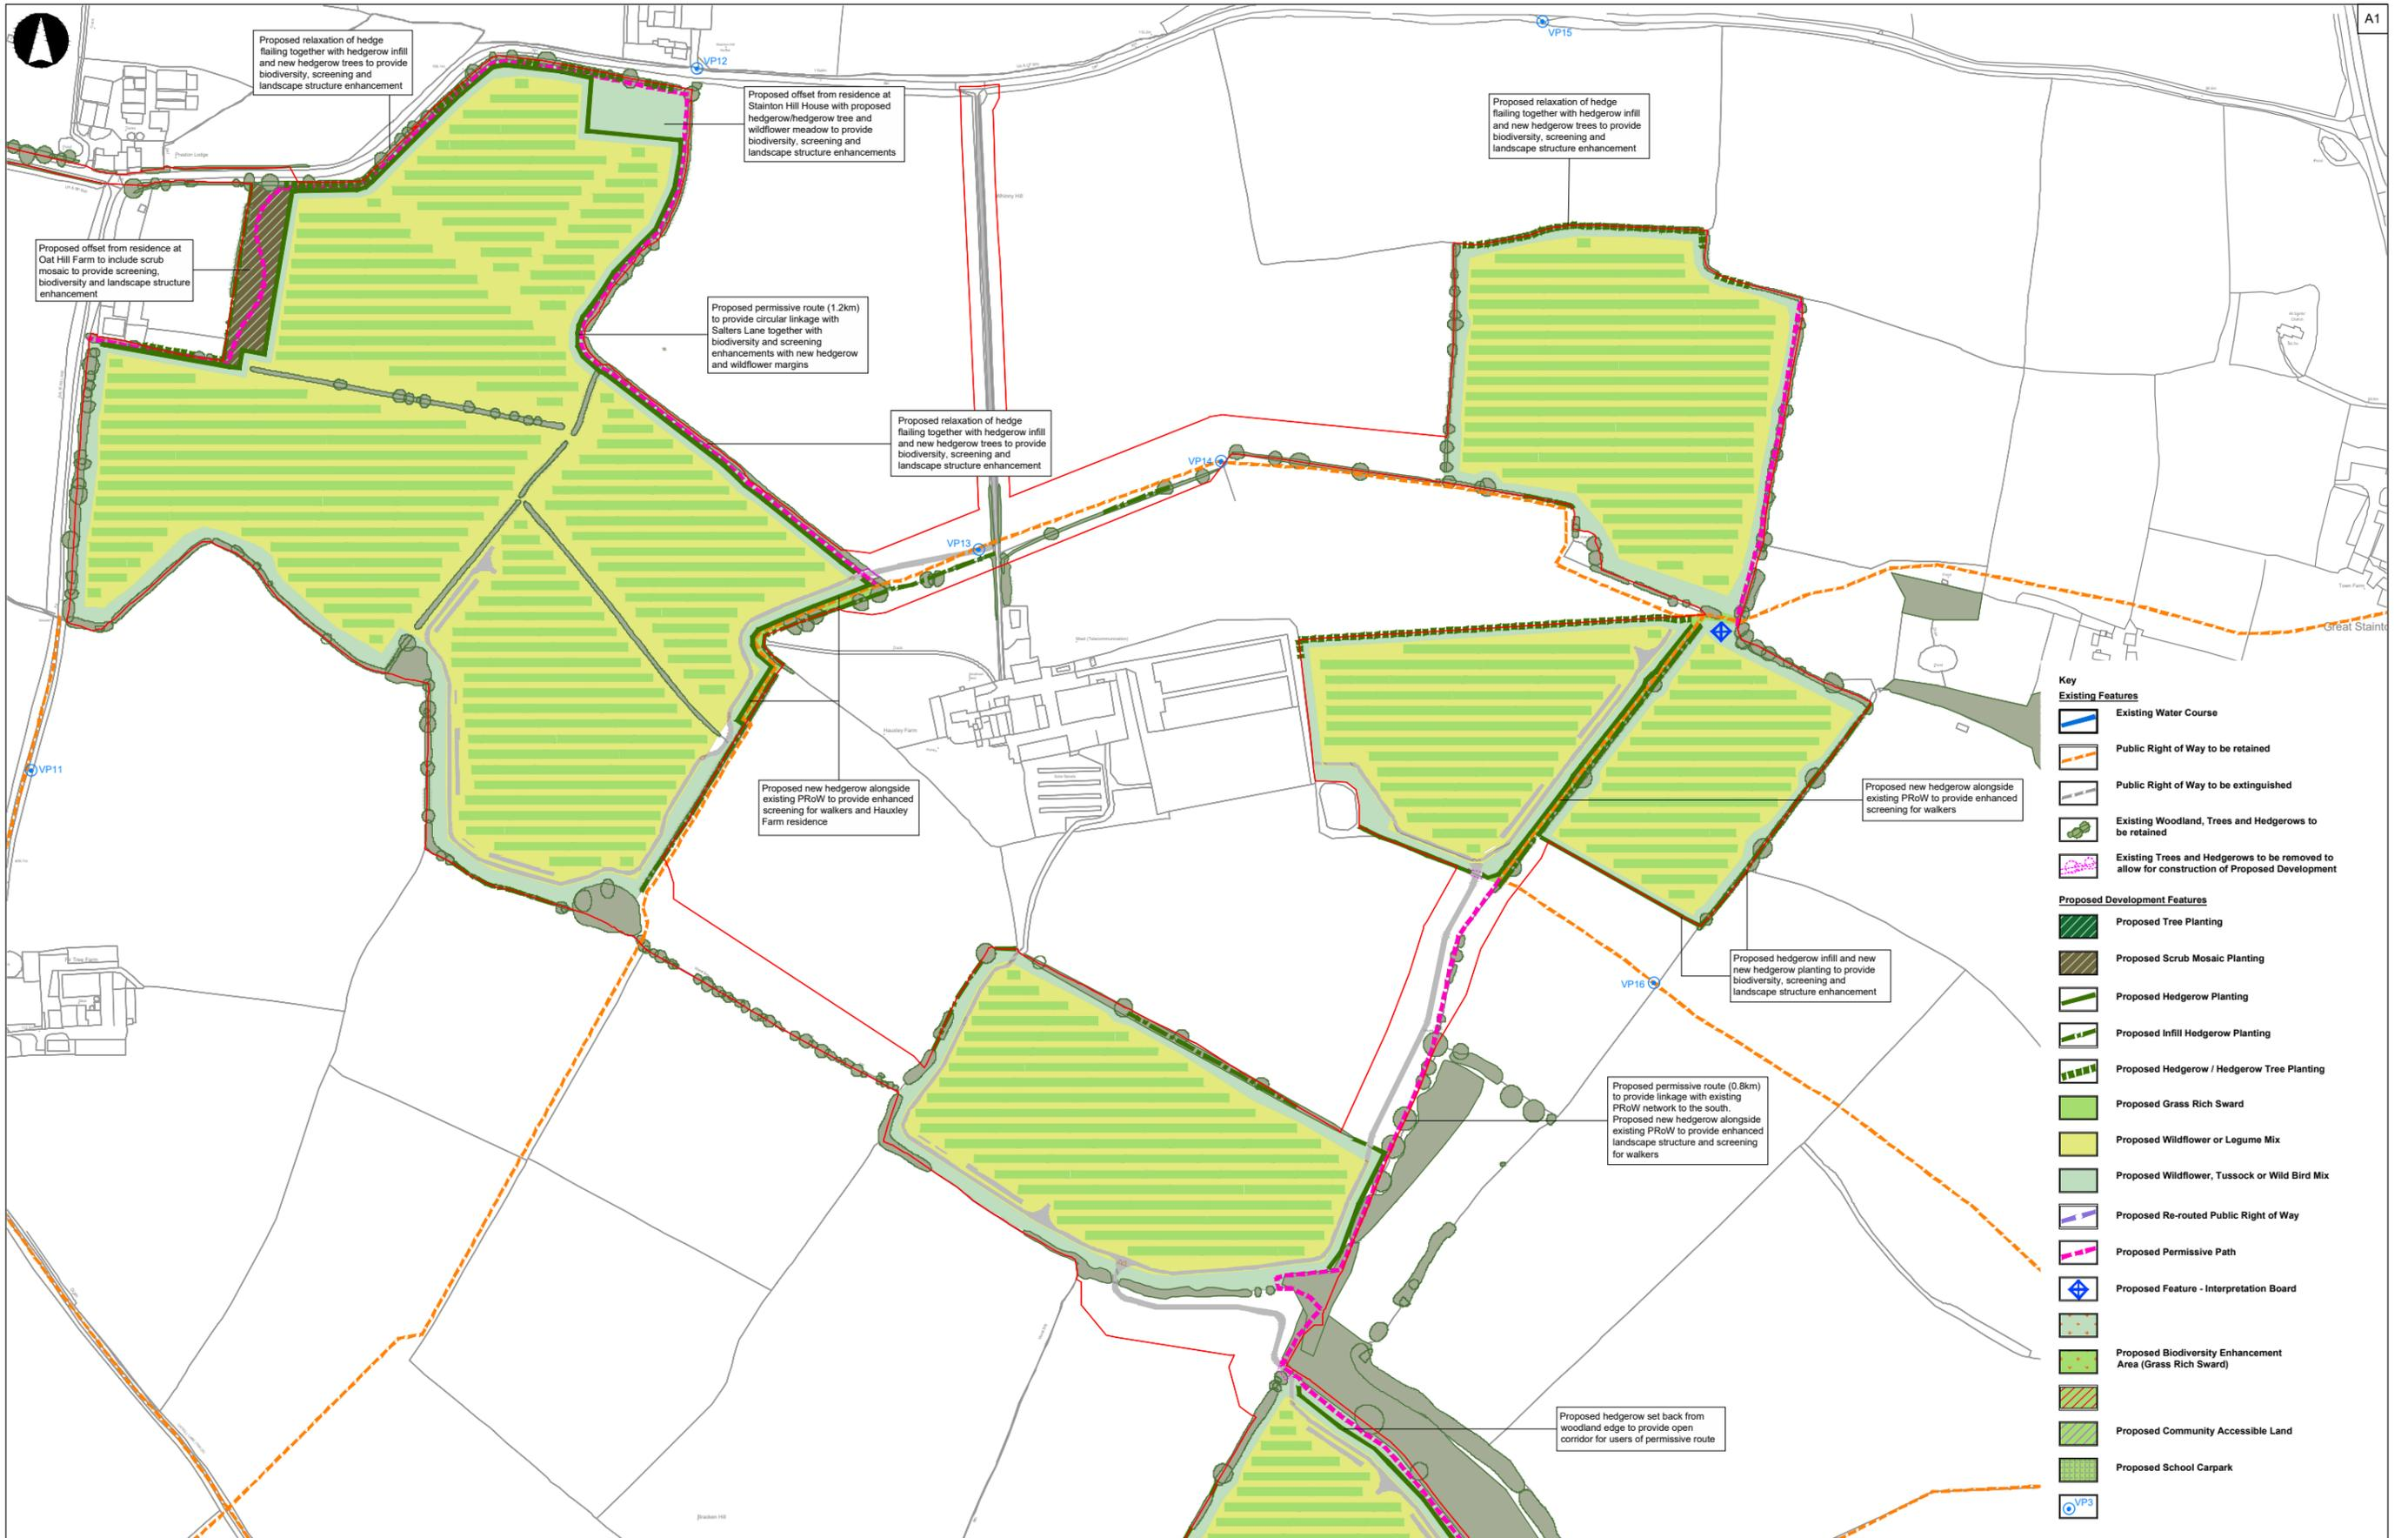 A1
Proposed relaxation of hedge
flailing together with hedgerow infill
and new hedgerow trees to provide
biodiversity, screening and
landscape structure enhancement
VP12
VP15
Proposed offset from residence at
Stainton Hill House with proposed
hedgerow/hedgerow tree and
wildflower meadow to provide
biodiversity, screening and
landscape structure enhancements
Proposed relaxation of hedge
flailing together with hedgerow infill
and new hedgerow trees to provide
biodiversity, screening and
landscape structure enhancement
Preston Lodge
Proposed offset from residence at
Oat Hill Farm to include scrub
mosaic to provide screening,
biodiversity and landscape structure
enhancement
Proposed permissive route (1.2km)
to provide circular linkage with
Salters Lane together with
biodiversity and screening
enhancements with new hedgerow
and wildflower margins
Proposed relaxation of hedge
flailing together with hedgerow infill
and new hedgerow trees to provide
biodiversity, screening and
landscape structure enhancement
VP14
VP13
Mast (Telecommunication)
Town Farm
Great Stainto
Hauxley Farm
VP11
Proposed new hedgerow alongside
existing PRoW to provide enhanced
screening for walkers and Hauxley
Farm residence
Proposed new hedgerow alongside
existing PRoW to provide enhanced
screening for walkers
Fir Tree Farm
Proposed hedgerow infill and new
new hedgerow planting to provide
biodiversity, screening and
landscape structure enhancement
VP16
Proposed permissive route (0.8km)
to provide linkage with existing
PRoW network to the south.
Proposed new hedgerow alongside
existing PRoW to provide enhanced
landscape structure and screening
for walkers
Proposed hedgerow set back from
woodland edge to provide open
corridor for users of permissive route
Bracken Hill
Key
Existing Features
Existing Water Course
Public Right of Way to be retained
Public Right of Way to be extinguished
Existing Woodland, Trees and Hedgerows to
be retained
Existing Trees and Hedgerows to be removed to
allow for construction of Proposed Development
Proposed Development Features
Proposed Tree Planting
Proposed Scrub Mosaic Planting
Proposed Hedgerow Planting
Proposed Infill Hedgerow Planting
Proposed Hedgerow / Hedgerow Tree Planting
Proposed Grass Rich Sward
Proposed Wildflower or Legume Mix
Proposed Wildflower, Tussock or Wild Bird Mix
Proposed Re-routed Public Right of Way
Proposed Permissive Path
Proposed Feature - Interpretation Board
Proposed Biodiversity Enhancement
Area (Grass Rich Sward)
Proposed Community Accessible Land
Proposed School Carpark
VP3